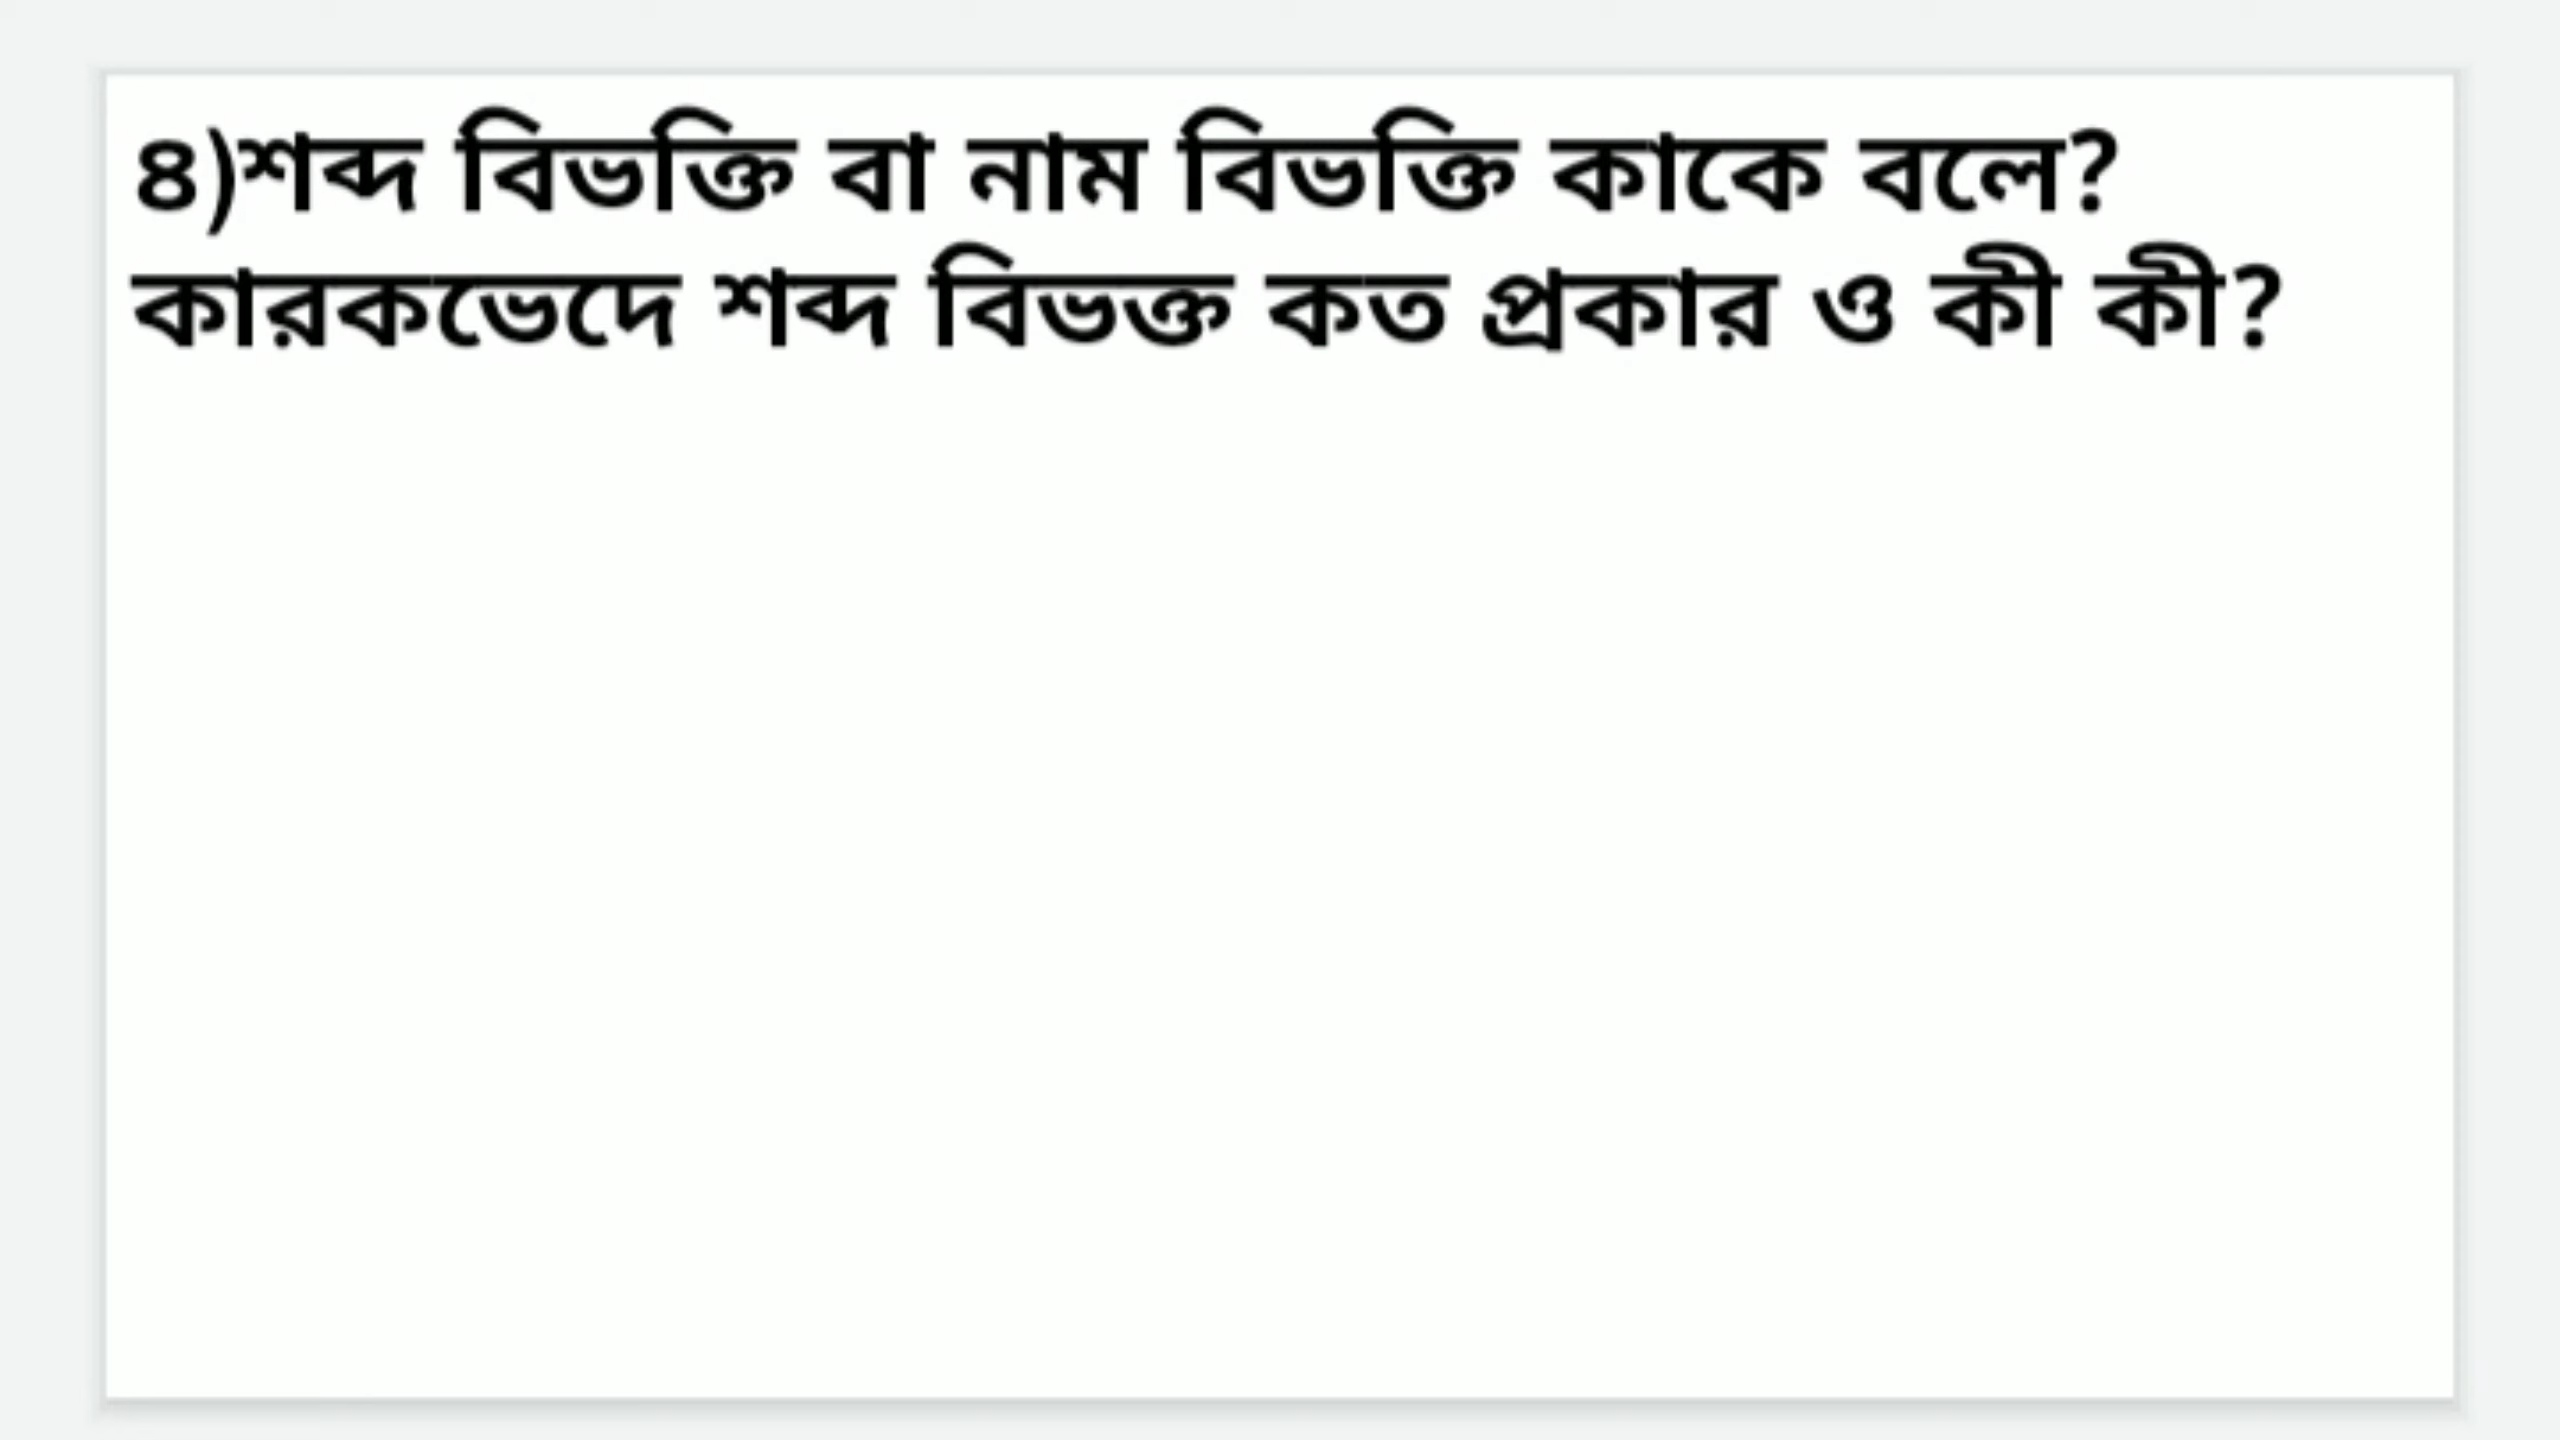 ৪)শব্দ বিভক্তি বা নাম বিভক্তি কাকে বলে?
কারকভেদে শব্দ বিভক্ত কত প্রকার ও কী কী?